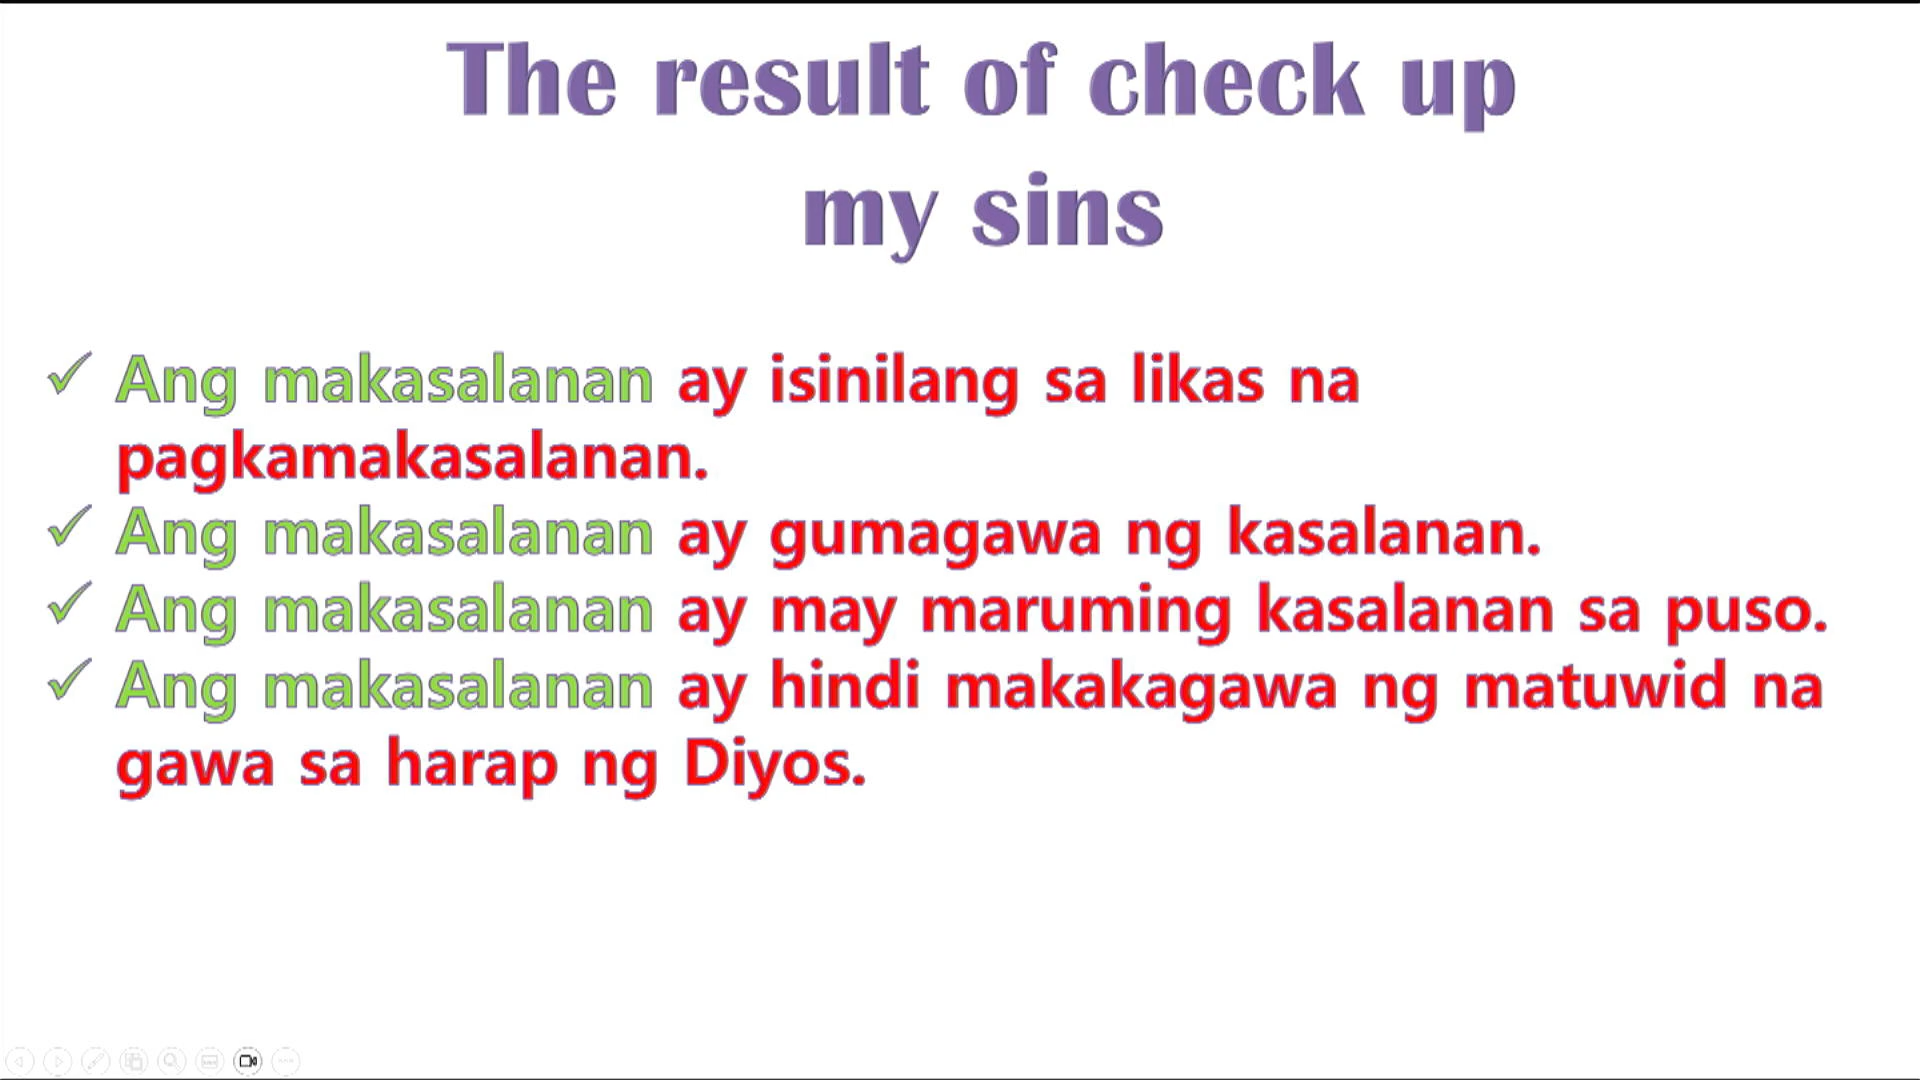 The result of check up
my sins
✓ Ang makasalanan ay isinilang sa likas na
pagkamakasalanan.
✓ Ang makasalanan ay gumagawa ng kasalanan.
✓ Ang makasalanan ay may maruming kasalanan sa puso.
✓ Ang makasalanan ay hindi makakagawa ng matuwid na
gawa sa harap ng Diyos.